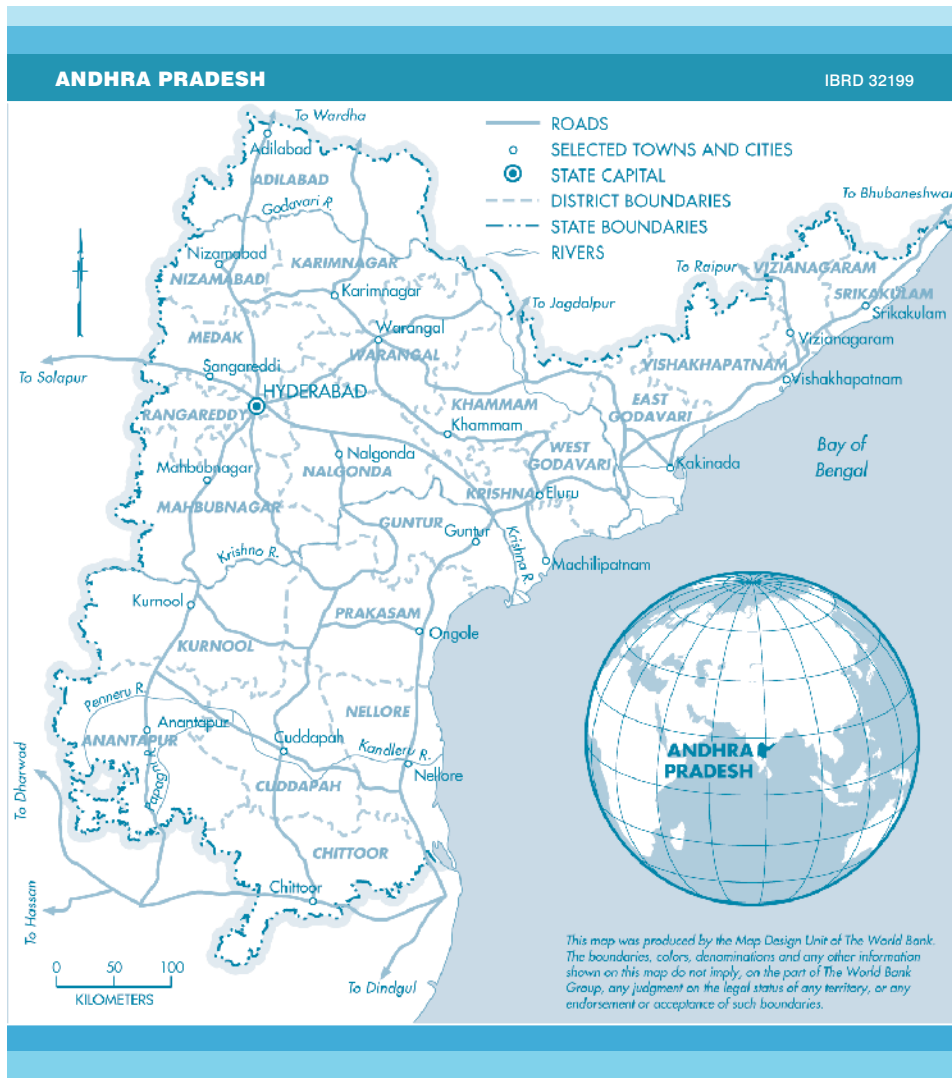 ANDHRA PRADESH
IBRD 32199
To Wardha
Adilabad
ADILABAD
Godavari R.
ROADS
SELECTED TOWNS AND CITIES
STATE CAPITAL
DISTRICT BOUNDARIES
STATE BOUNDARIES
RIVERS
To Bhubaneshwar
Nizamabad
NIZAMABAD
KARIMNAGAR
Karimnagar
To Raipur
VIZIANAGARAM
SRIKAKULAM
Srikakulam
To Jagdalpur
MEDAK
Warangal
WARANGAL
Vizianagaram
To Solapur
Sangareddi
VISHAKHAPATNAM
Vishakhapatnam
HYDERABAD
RANGAREDDY
KHAMMAM
EAST
GODAVARI
Khammam
WEST
GODAVARI
Bay of
Bengal
Mahbubnagar
Nalgonda
NALGONDA
Kakinada
MAHBUBNAGAR
KRISHNA
Eluru
GUNTUR
Guntur
Krishna R.
Krishna R.
Machilipatnam
Kurnool
PRAKASAM
Ongole
KURNOOL
Penneru R.
NELLORE
Anantapur
ANANTAPUR
Cuddapah
Kandleru R.
Nellore
Papagni R.
CUDDAPAH
To Dharwad
CHITTOOR
Chittoor
To Hassan
To Dindgul
0 50 100
KILOMETERS
ANDHRA
PRADESH
This map was produced by the Map Design Unit of The World Bank.
The boundaries, colors, denominations and any other information
shown on this map do not imply, on the part of The World Bank
Group, any judgment on the legal status of any territory, or any
endorsement or acceptance of such boundaries.